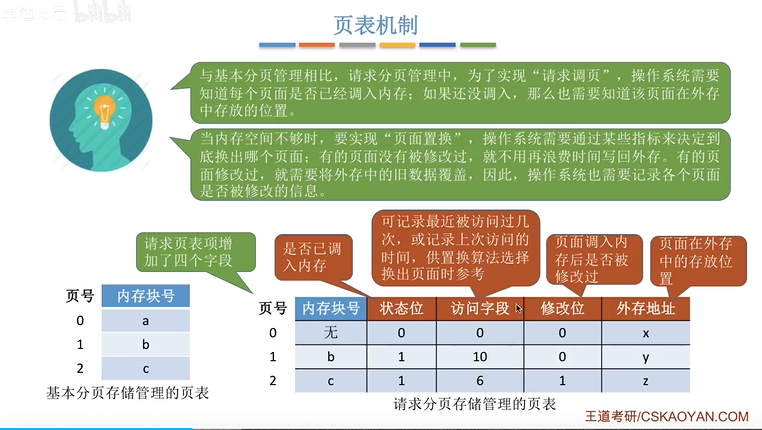 页表机制
与基本分页管理相比，请求分页管理中，为了实现“请求调页”，操作系统需要
知道每个页面是否已经调入内存；如果还没调入，那么也需要知道该页面在外存
中存放的位置。
当内存空间不够时，要实现“页面置换”，操作系统需要通过某些指标来决定到
底换出哪个页面；有的页面没有被修改过，就不用再浪费时间写回外存。有的页
面修改过，就需要将外存中的旧数据覆盖，因此，操作系统也需要记录各个页面
是否被修改的信息。
请求页表项增
加了四个字段
是否已调
入内存
可记录最近被访问过几
次，或记录上次访问的
时间，供置换算法选择
换出页面时参考
页面调入内
存后是否被
修改过
页面在外存
中的存放位
置
页号 内存块号
0 a
1 b
2 c
基本分页存储管理的页表
页号 内存块号 状态位 访问字段 修改位 外存地址
0 无 0 0 0 x
1 b 1 10 0 y
2 c 1 6 1 z
请求分页存储管理的页表
王道考研/CSKAOYAN.COM